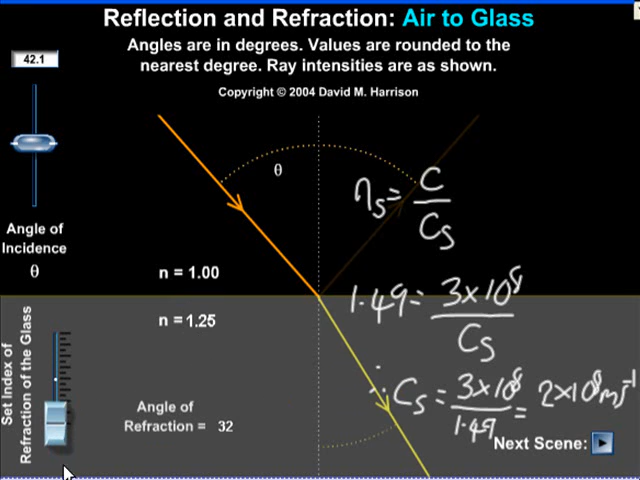 Reflection and Refraction: Air to Glass
Angles are in degrees. Values are rounded to the
nearest degree. Ray intensities are as shown.
Copyright © 2004 David M. Harrison
42.1
θ
Angle of
Incidence
θ
n = 1.00
n = 1.25
Set Index of
Refraction of the Glass
Angle of
Refraction = 32
ηs = C / Cs
1.49 = 3×10⁸ / Cs
∴ Cs = 3×10⁸ / 1.49 = 2×10⁸ms⁻¹
Next Scene: